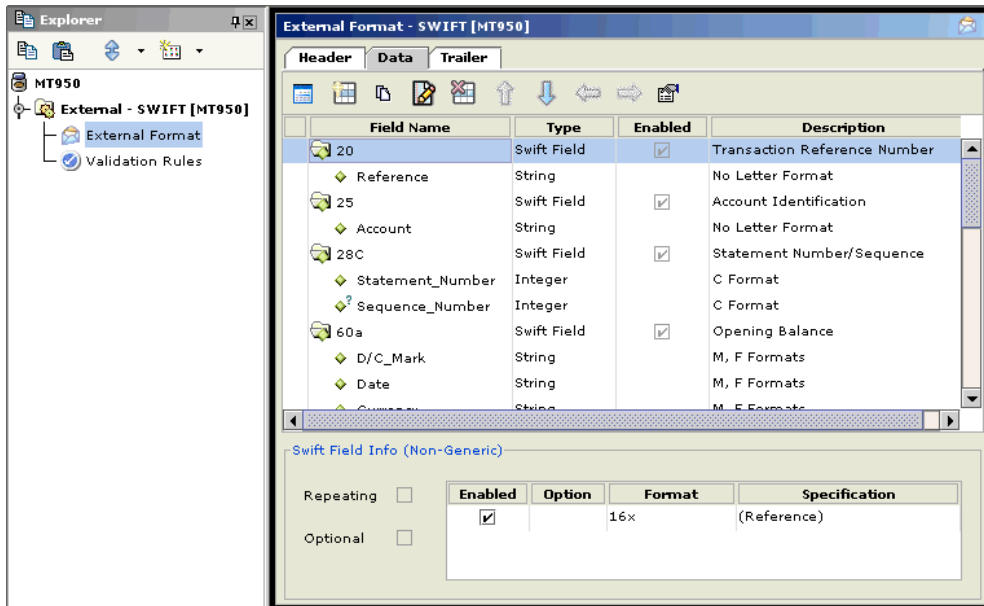 Explorer
MT950
External - SWIFT [MT950]
External Format
Validation Rules
External Format - SWIFT [MT950]
Header Data Trailer
Field Name Type Enabled Description
20 Swift Field Transaction Reference Number
Reference String No Letter Format
25 Swift Field Account Identification
Account String No Letter Format
28C Swift Field Statement Number/Sequence
Statement_Number Integer C Format
? Sequence_Number Integer C Format
60a Swift Field Opening Balance
D/C_Mark String M, F Formats
Date String M, F Formats
Currency String M, F Formats
Swift Field Info (Non-Generic)
Repeating
Optional
Enabled Option Format Specification
16x (Reference)